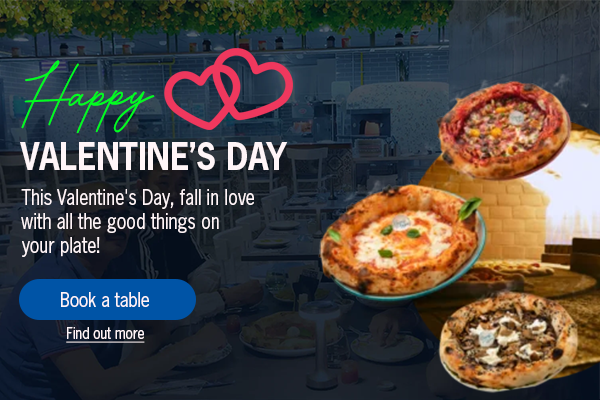 Happy
VALENTINE'S DAY
This Valentine's Day, fall in love
with all the good things on
your plate!
Book a table
Find out more